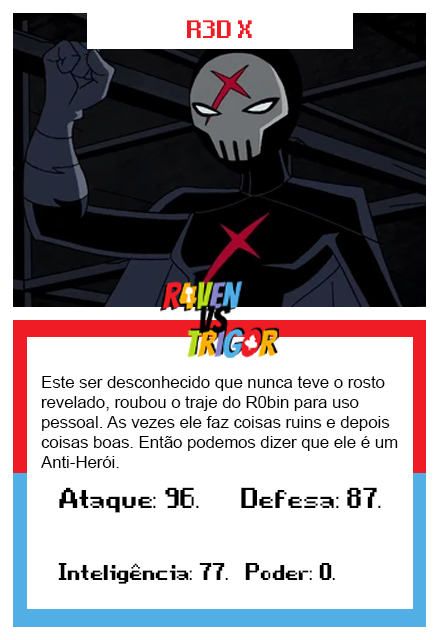 R3D X
R4VEN
VS
TRIGOR
Este ser desconhecido que nunca teve o rosto
revelado, roubou o traje do R0bin para uso
pessoal. As vezes ele faz coisas ruins e depois
coisas boas. Então podemos dizer que ele é um
Anti-Herói.
Ataque: 96. Defesa: 87.
Inteligência: 77. Poder: 0.